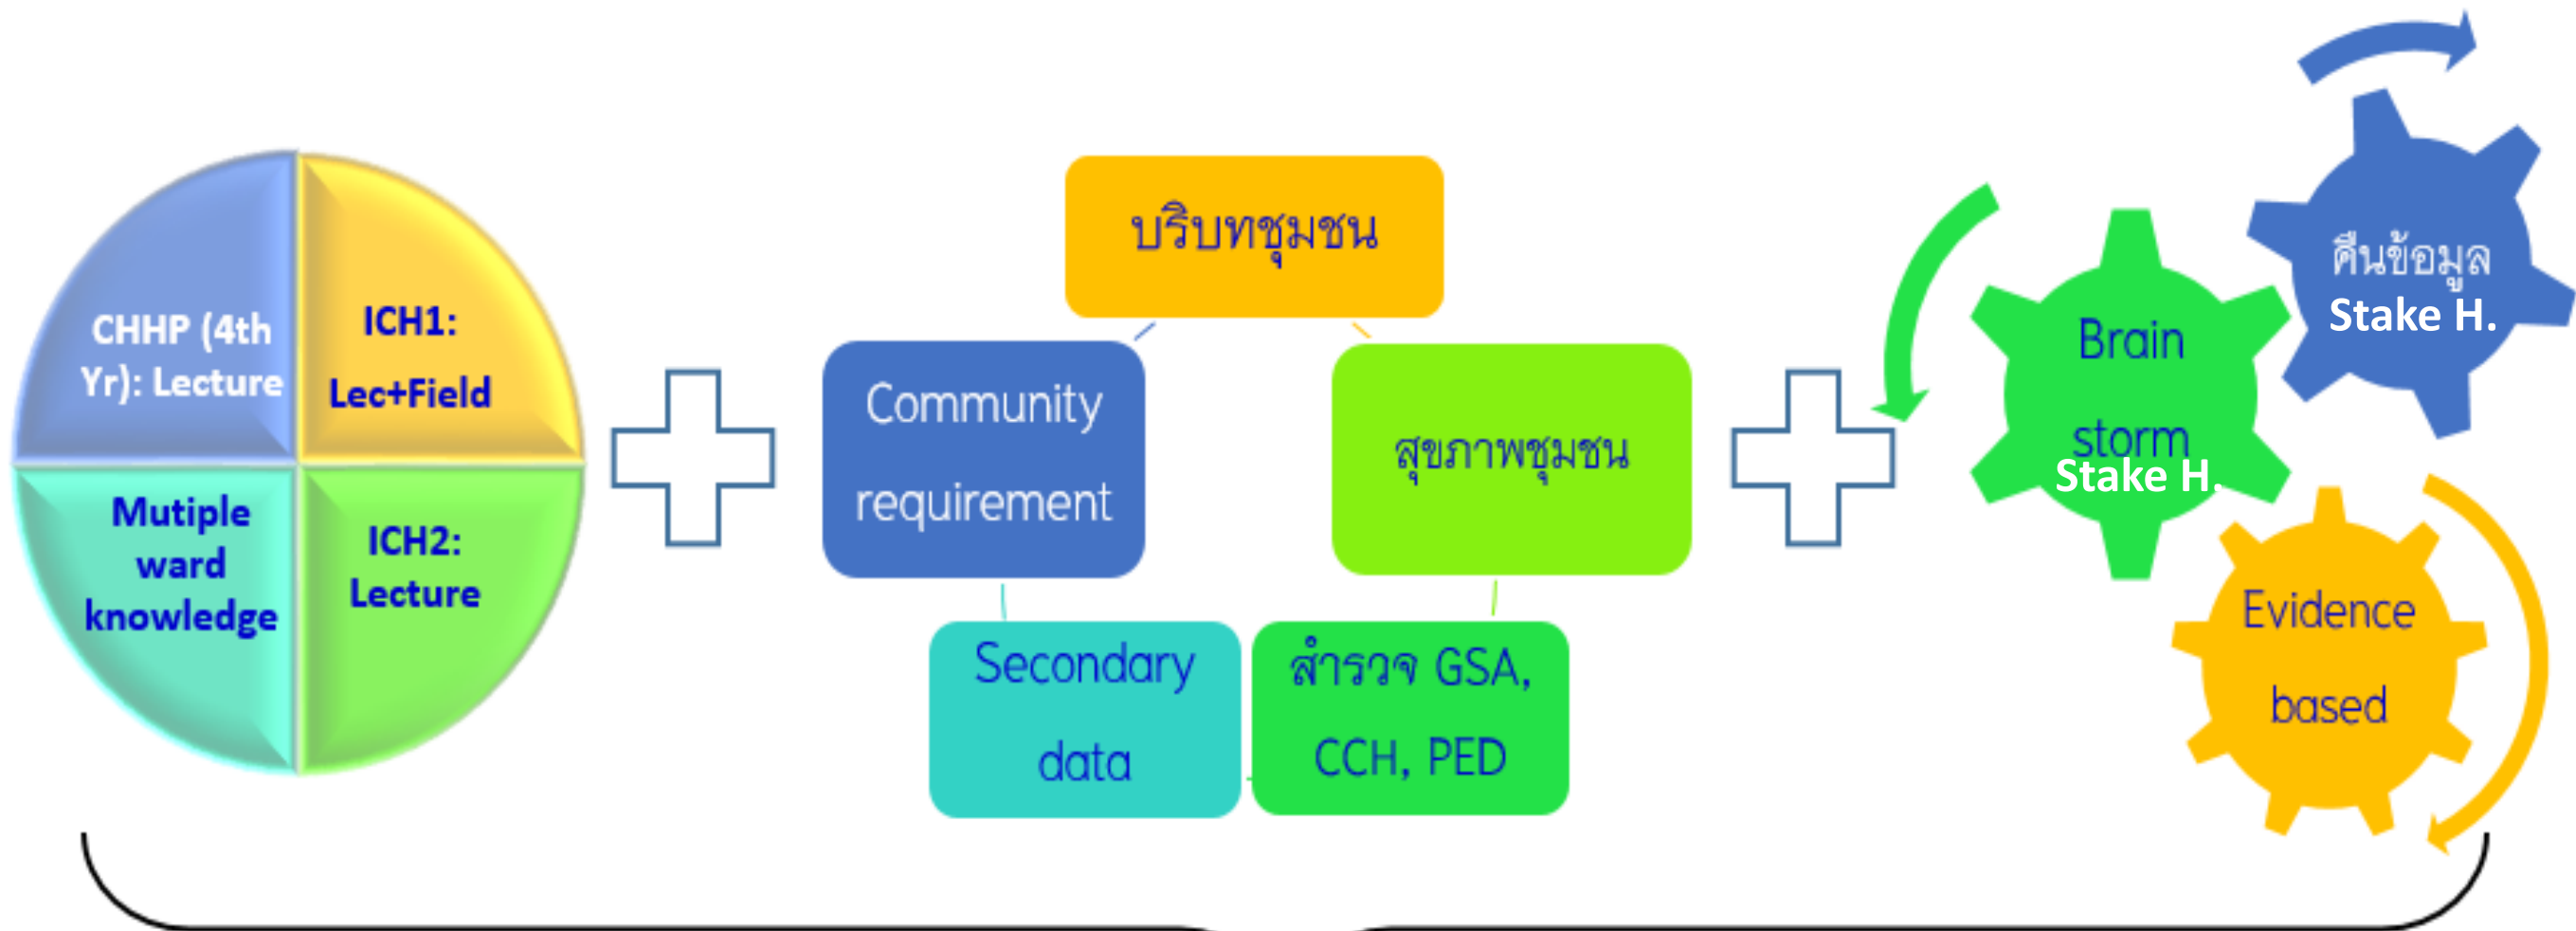 CHHP (4th
Yr): Lecture
ICH1:
Lec+Field
Mutiple
ward
knowledge
ICH2:
Lecture
บริบทชุมชน
Community
requirement
สุขภาพชุมชน
Secondary
data
สำรวจ GSA,
CCH, PED
คืนข้อมูล
Stake H.
Brain
storm
Stake H.
Evidence
based